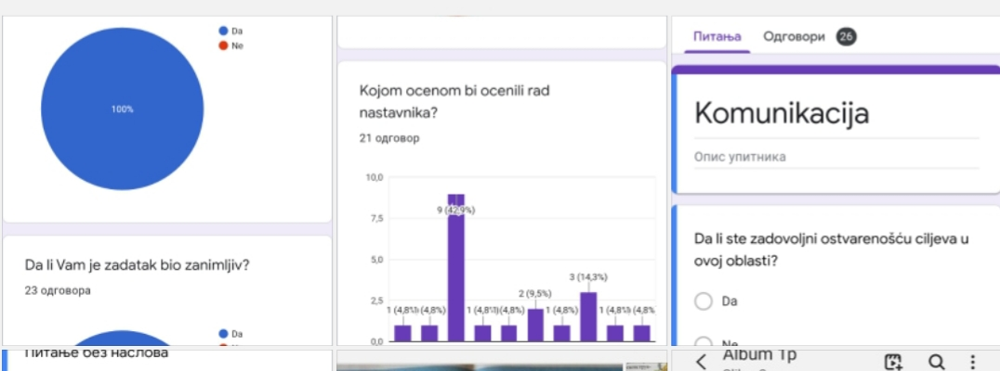 Da
Ne
100%
Da li Vam je zadatak bio zanimljiv?
23 одговора
Da
Питање без наслова
Kojom ocenom bi ocenili rad
nastavnika?
21 одговор
10,0
7,5
5,0
2,5
0,0
1 (4,8%)
1 (4,8%)
9 (42,9%)
1 (4,8%)
1 (4,8%)
2 (9,5%)
1 (4,8%)
3 (14,3%)
1 (4,8%)
1 (4,8%
Питања Одговори 26
Komunikacija
Опис упитника
Da li ste zadovoljni ostvarenošću ciljeva u
ovoj oblasti?
Da
Ne
Album 1p